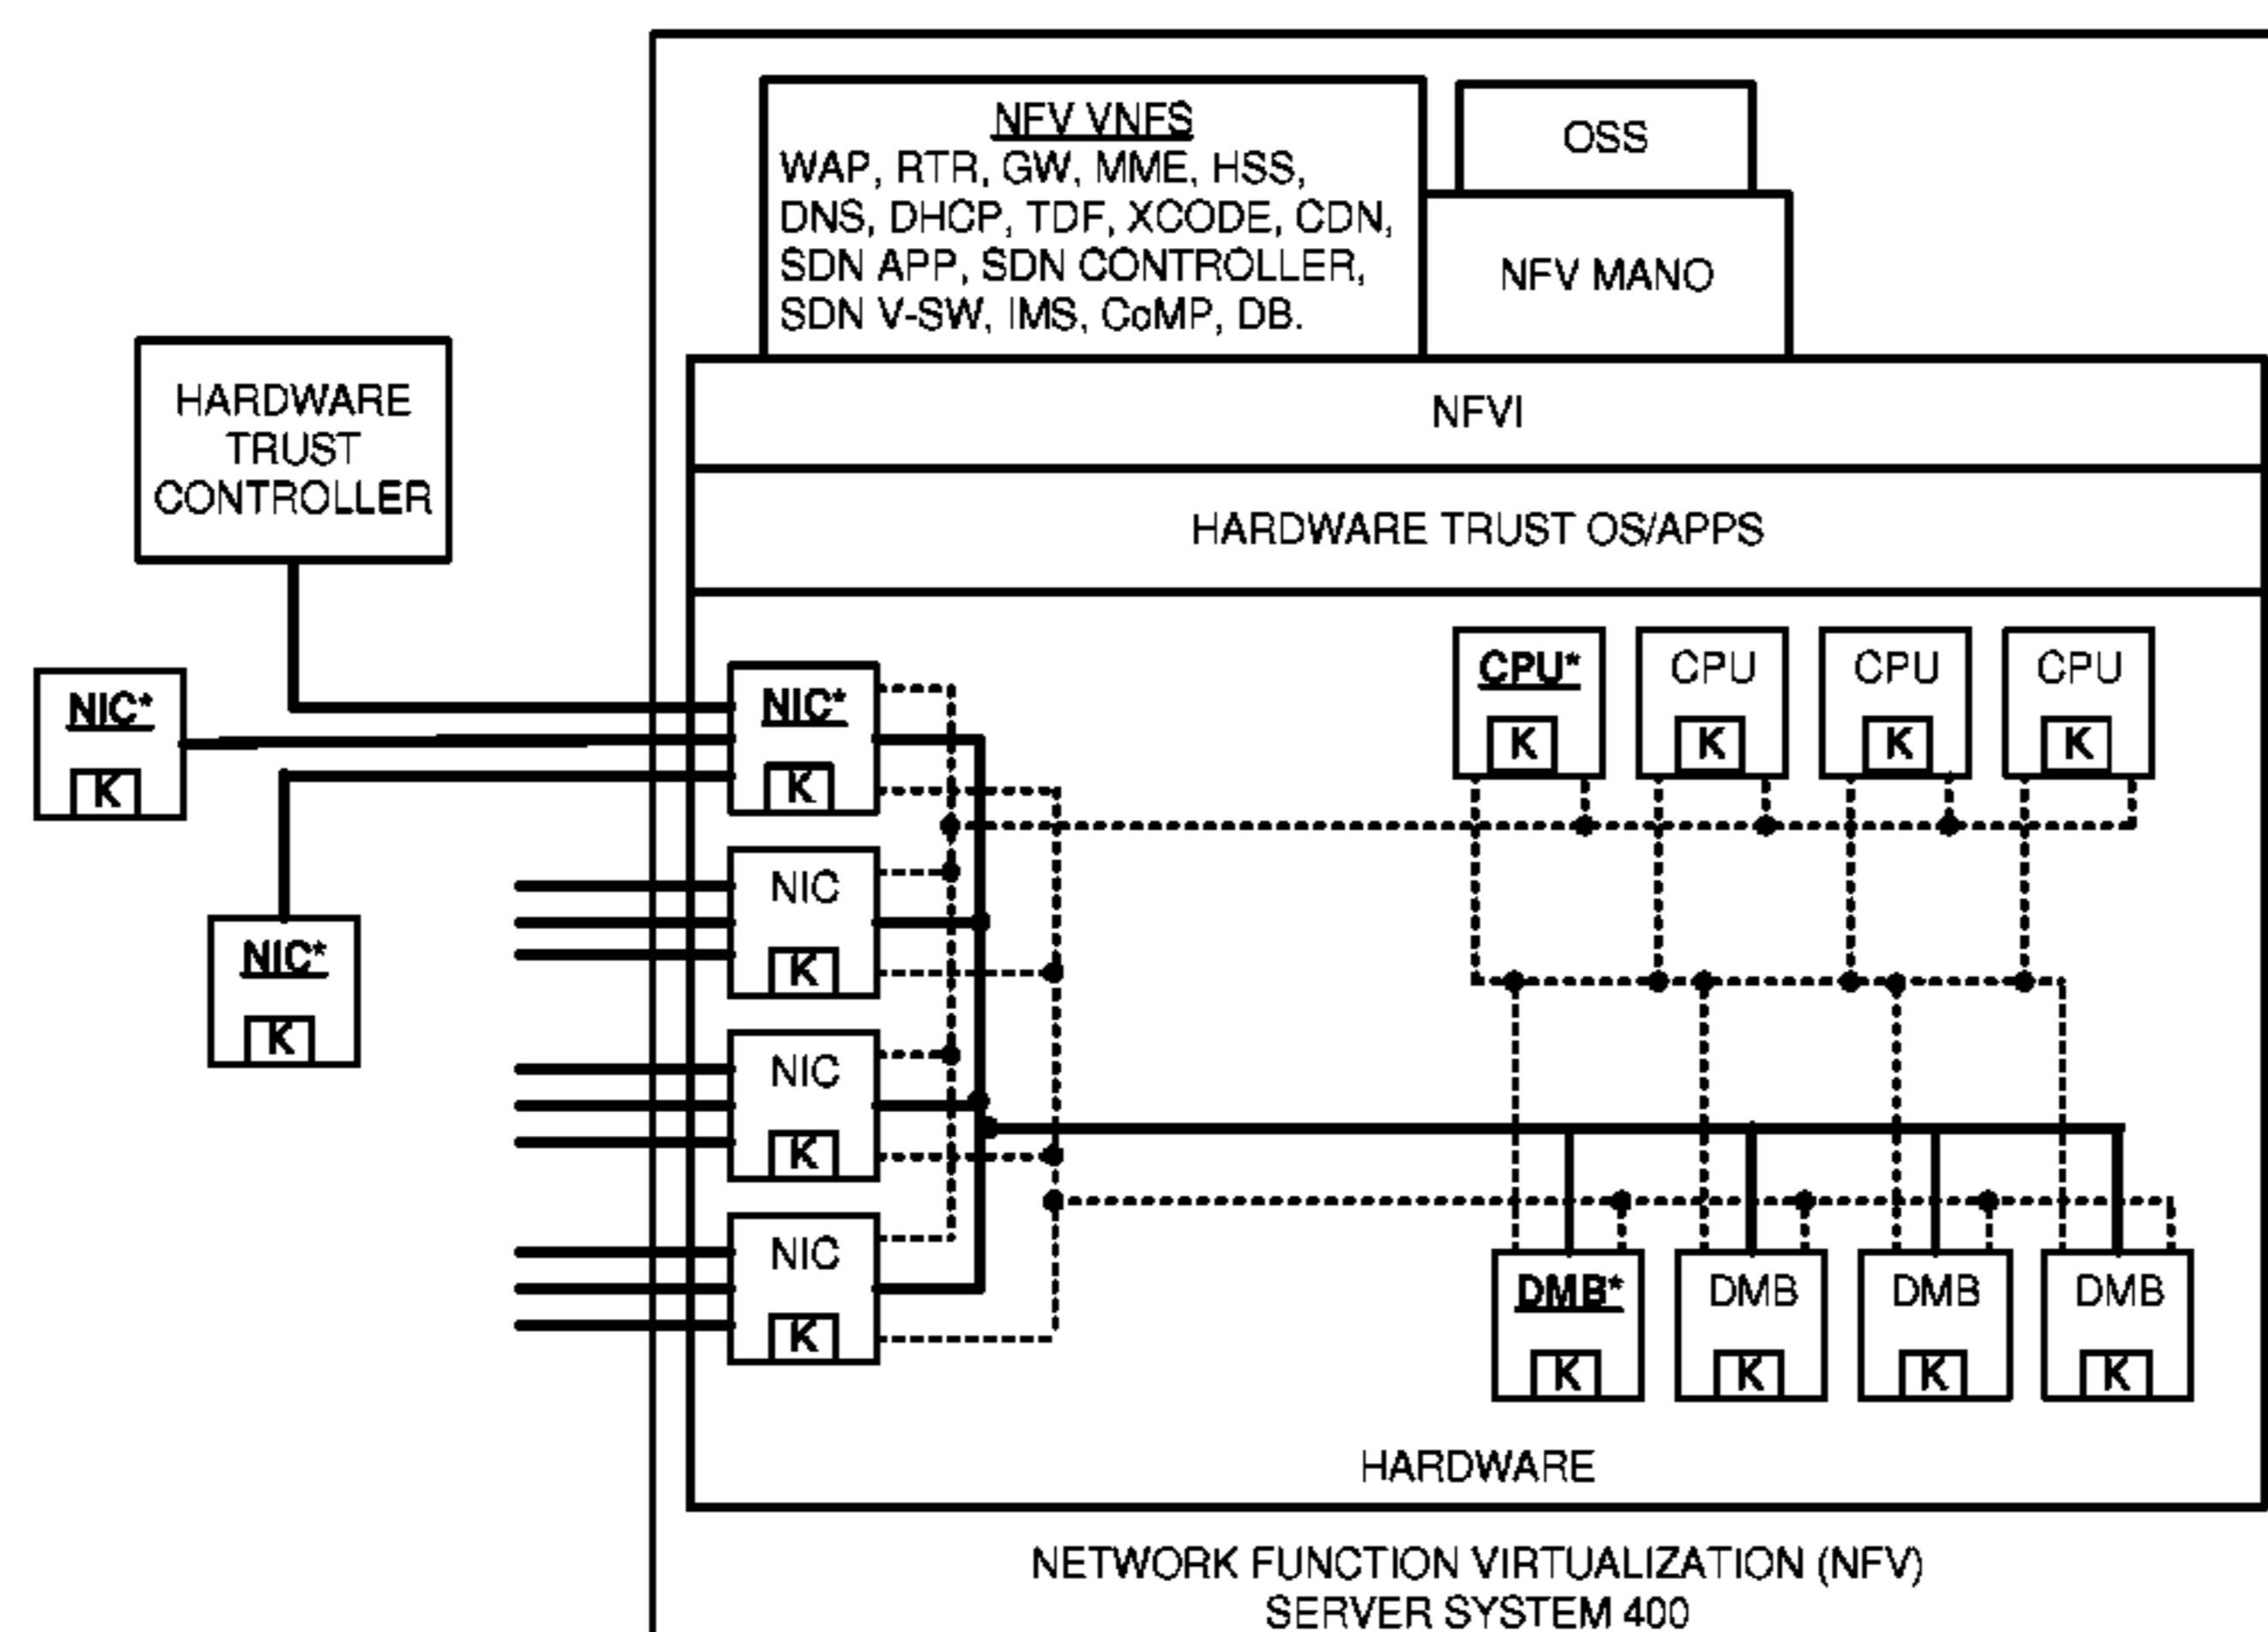 NFV VNFS
WAP, RTR, GW, MME, HSS,
DNS, DHCP, TDF, XCODE, CDN,
SDN APP, SDN CONTROLLER,
SDN V-SW, IMS, CoMP, DB.
OSS
NFV MANO
HARDWARE
TRUST
CONTROLLER
NFVI
HARDWARE TRUST OS/APPS
NIC*
K
NIC*
K
NIC*
K
NIC
K
NIC
K
NIC
K
CPU*
K
CPU
K
CPU
K
CPU
K
DMB*
K
DMB
K
DMB
K
DMB
K
HARDWARE
NETWORK FUNCTION VIRTUALIZATION (NFV)
SERVER SYSTEM 400